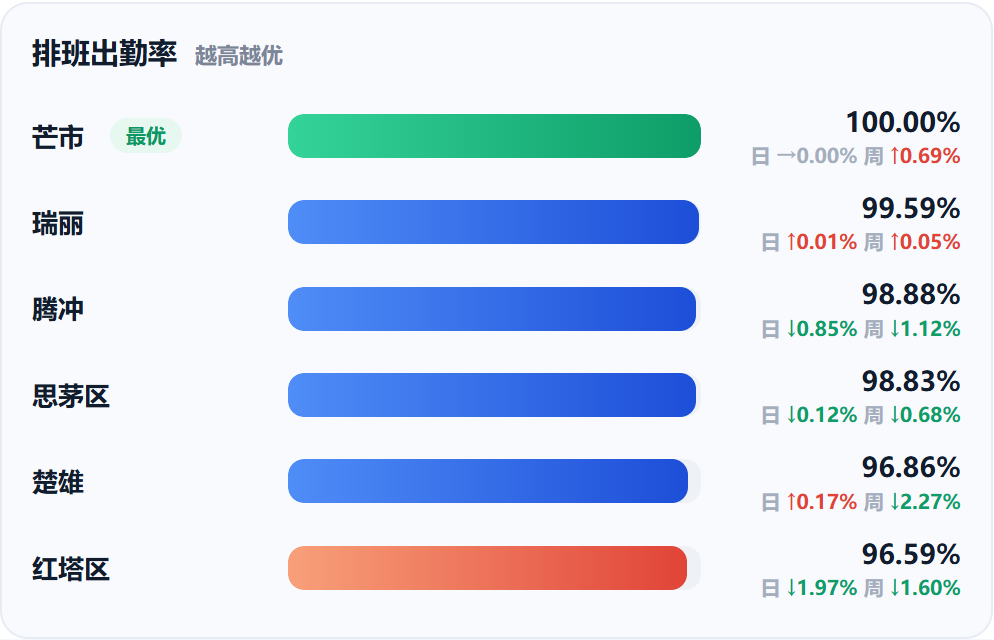 排班出勤率 越高越优
芒市 最优 100.00%
日 →0.00% 周 ↑0.69%
瑞丽 99.59%
日 ↑0.01% 周 ↑0.05%
腾冲 98.88%
日 ↓0.85% 周 ↓1.12%
思茅区 98.83%
日 ↓0.12% 周 ↓0.68%
楚雄 96.86%
日 ↑0.17% 周 ↓2.27%
红塔区 96.59%
日 ↓1.97% 周 ↓1.60%